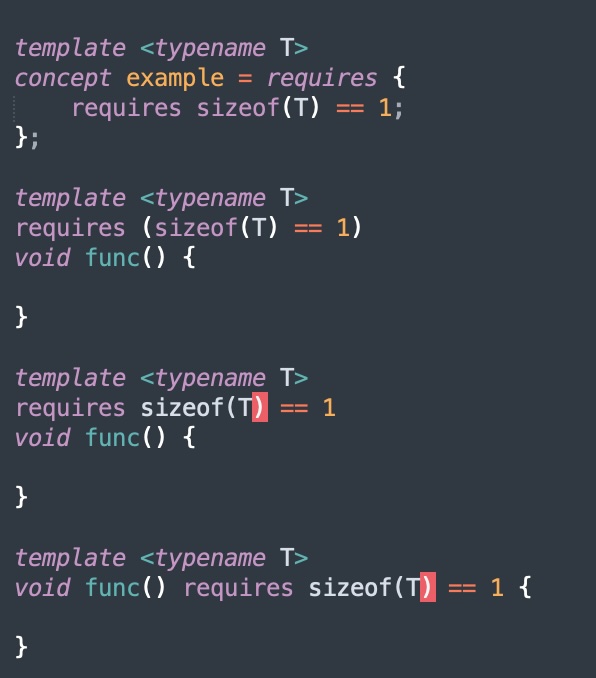 template <typename T>
concept example = requires {
    requires sizeof(T) == 1;
};
template <typename T>
requires (sizeof(T) == 1)
void func() {
}
template <typename T>
requires sizeof(T) == 1
void func() {
}
template <typename T>
void func() requires sizeof(T) == 1 {
}